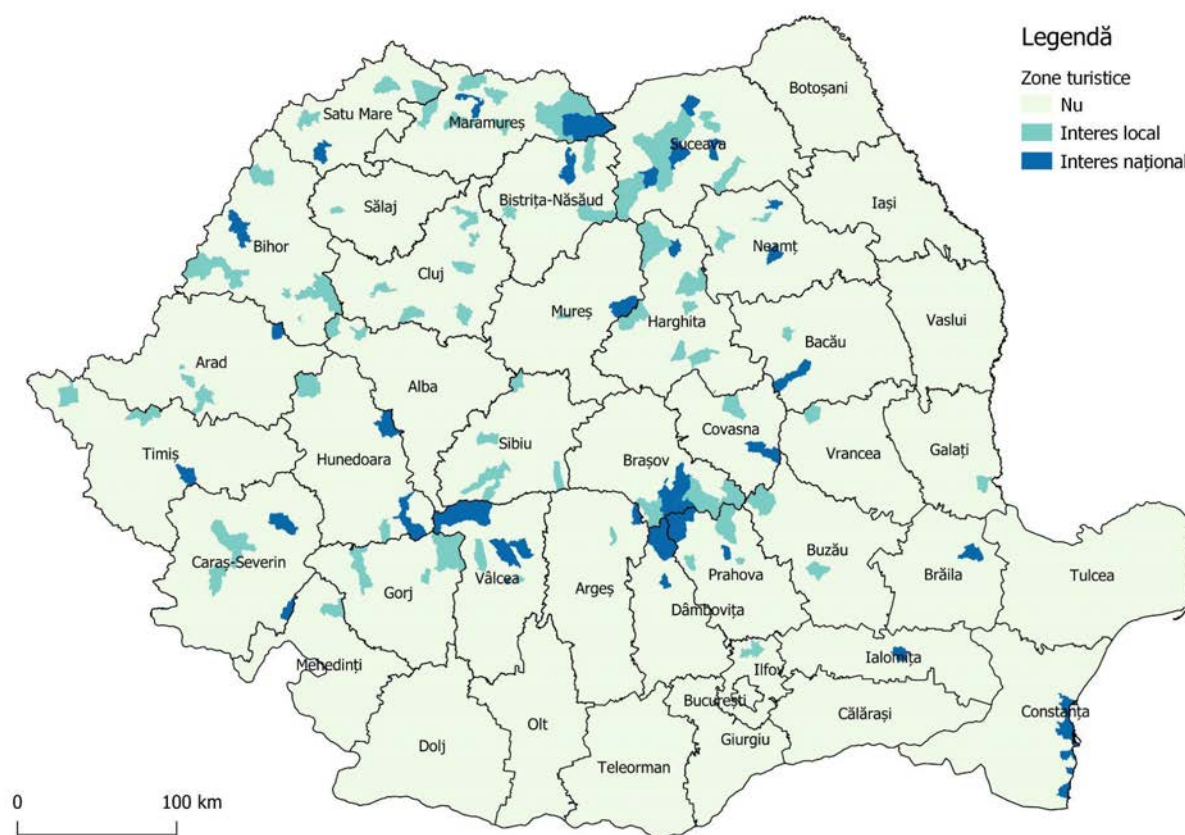 Legendă
Zone turistice
Nu
Interes local
Interes național
Botoșani
Satu Mare
Maramureș
Suceava
Iași
Bistrița-Năsăud
Sălaj
Neamț
Bihor
Cluj
Mureș
Harghita
Vaslui
Bacău
Arad
Alba
Covasna
Sibiu
Galați
Vrancea
Timiș
Hunedoara
Brașov
Caraș-Severin
Buzău
Brăila
Tulcea
Prahova
Vâlcea
Argeș
Gorj
Dâmbovița
Mehedinți
Ialomița
Ilfov
București
Constanța
Călărași
Olt
Dolj
Giurgiu
Teleorman
0 100 km